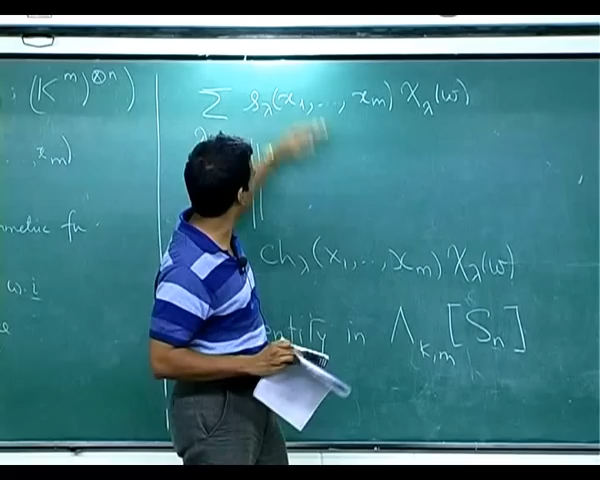 ; (K^m)^{⊗n})
., x_m)
metric fn
w.i
Σ s_λ(x_1, ..., x_m) χ_λ(w)
λ
||
ch_λ(x_1, ..., x_m) χ_λ(w)
entity in Λ_{K,m}[S_n]